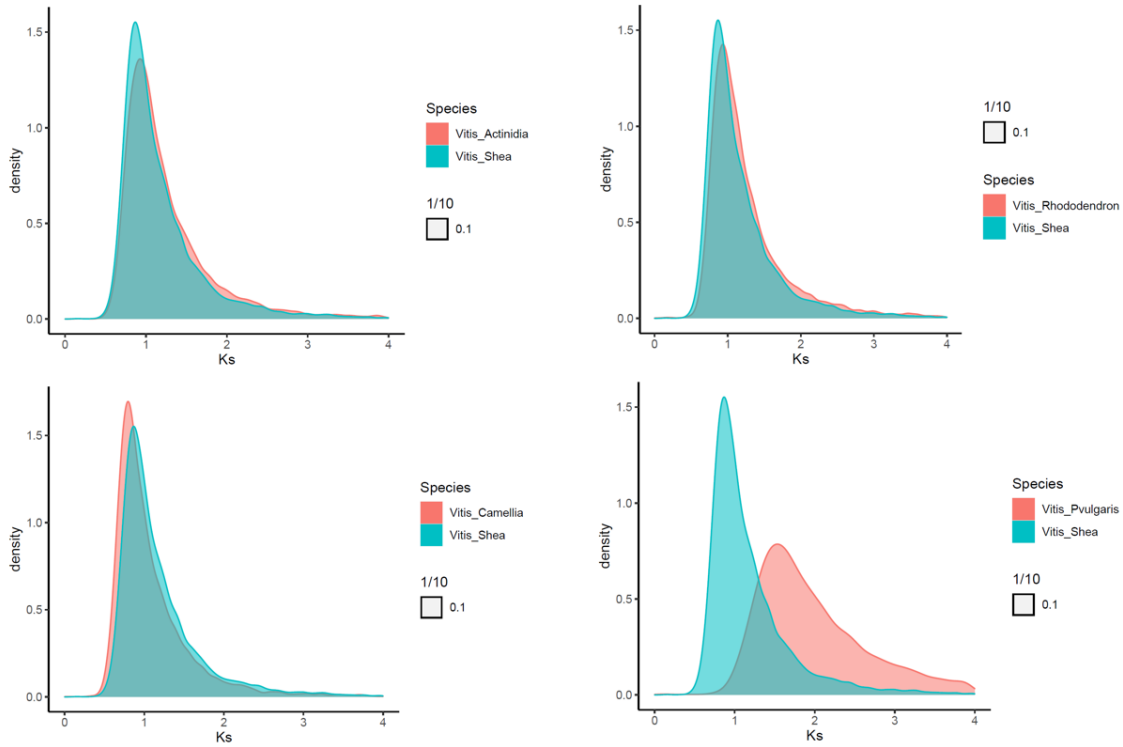 1.5
1.0
0.5
0.0
density
0 1 2 3 4
Ks
Species
Vitis_Actinidia
Vitis_Shea
1/10
0.1
1.5
1.0
0.5
0.0
density
0 1 2 3 4
Ks
1/10
0.1
Species
Vitis_Rhododendron
Vitis_Shea
1.5
1.0
0.5
0.0
density
0 1 2 3 4
Ks
Species
Vitis_Camellia
Vitis_Shea
1/10
0.1
1.5
1.0
0.5
0.0
density
0 1 2 3 4
Ks
Species
Vitis_Pvulgaris
Vitis_Shea
1/10
0.1